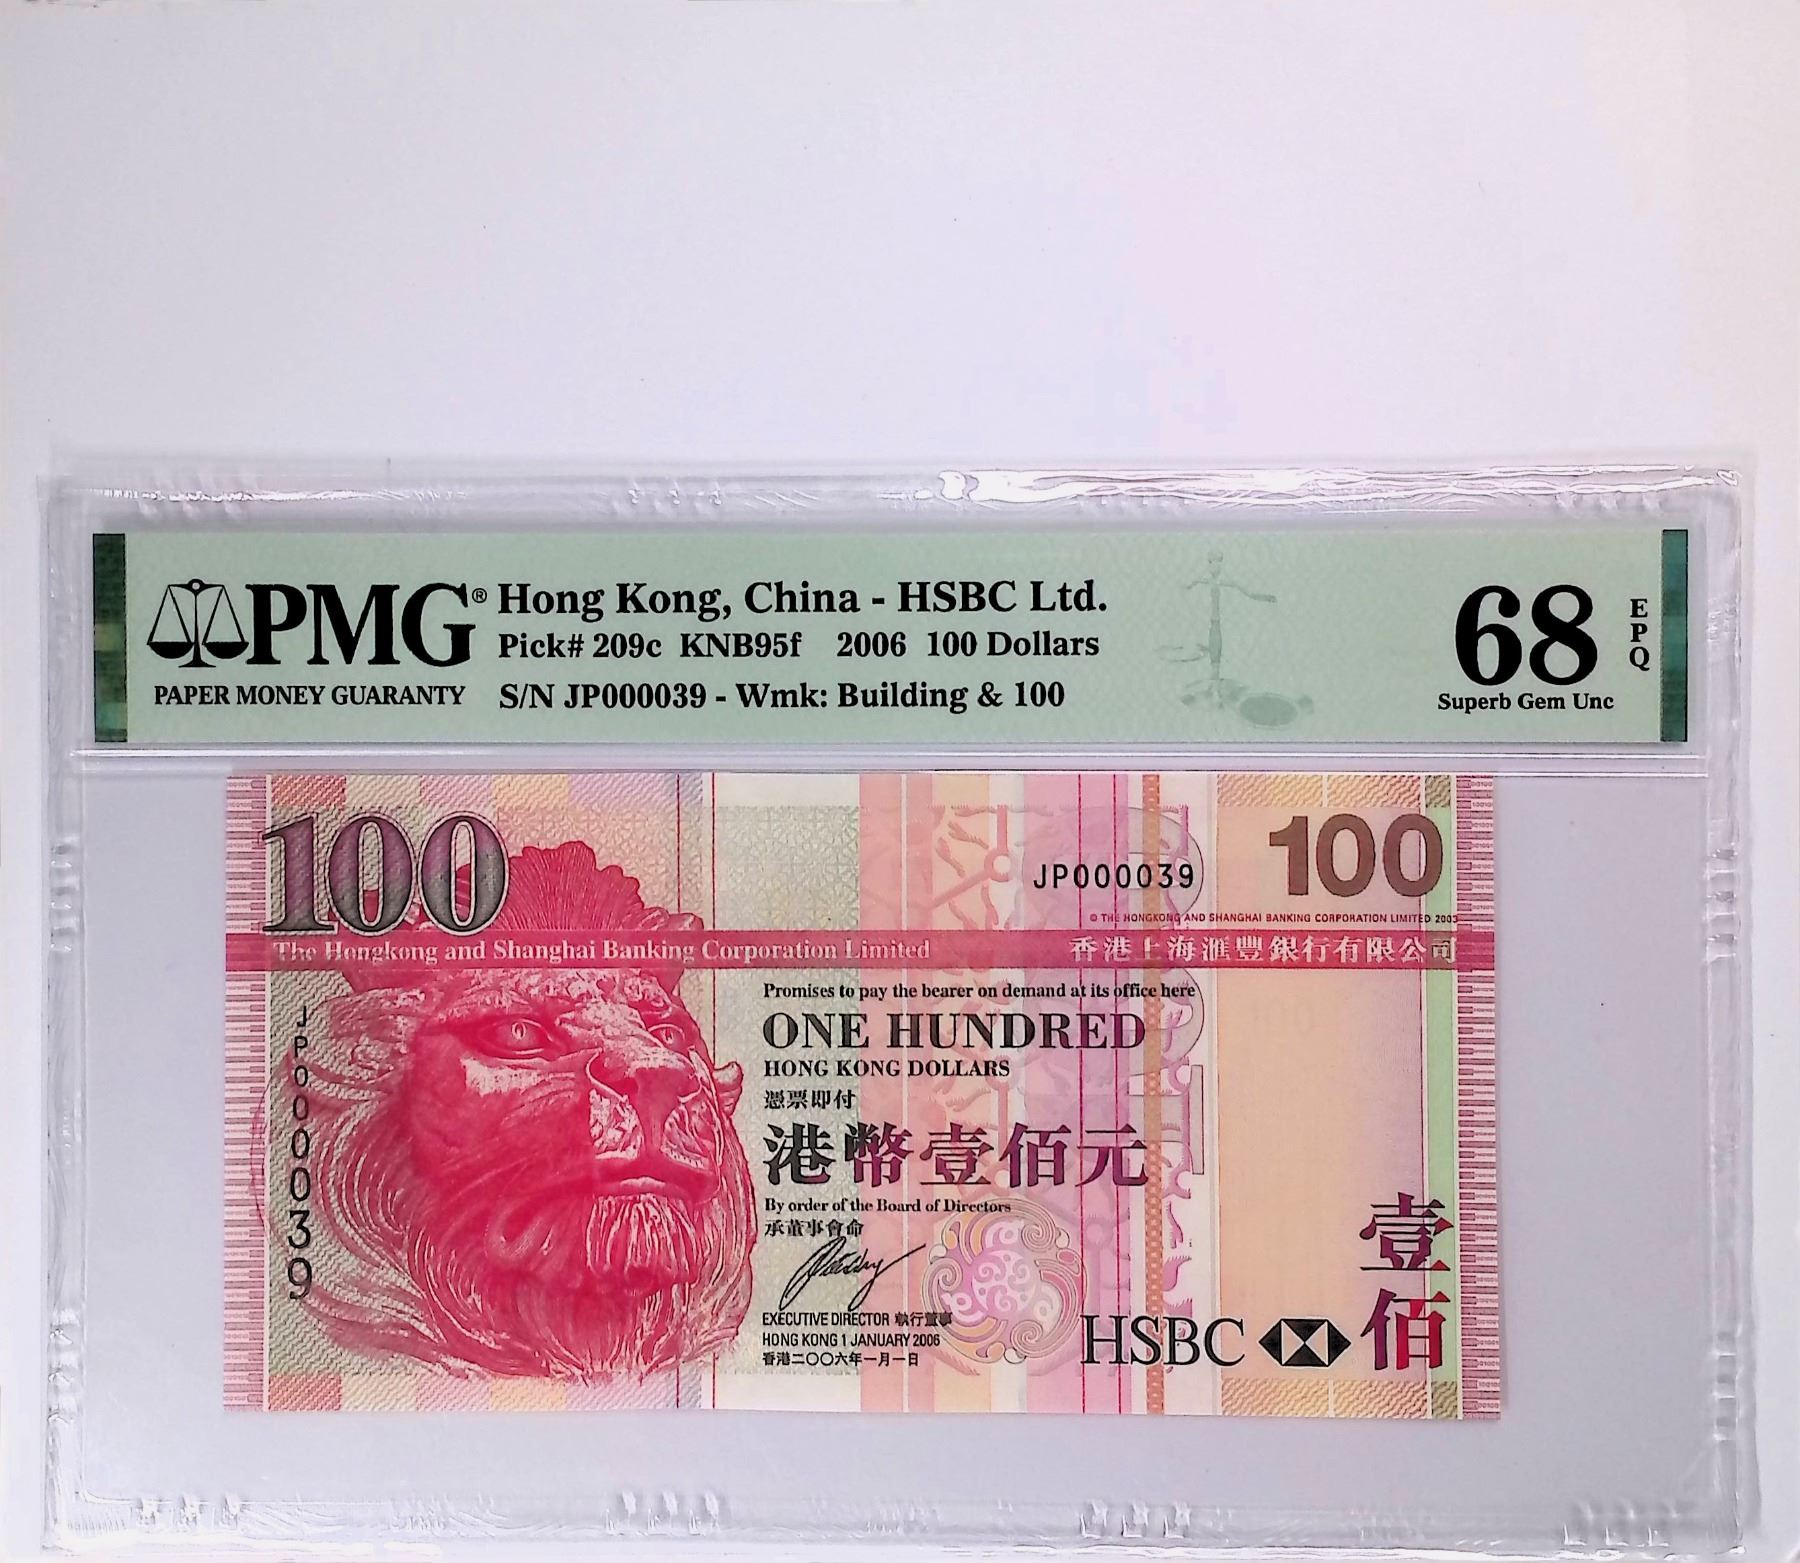 PMG® Hong Kong, China - HSBC Ltd.
Pick# 209c KNB95f 2006 100 Dollars
PAPER MONEY GUARANTY
S/N JP000039 - Wmk: Building & 100
68
EPQ
Superb Gem Unc
100
JP000039
100
© THE HONGKONG AND SHANGHAI BANKING CORPORATION LIMITED 2003
The Hongkong and Shanghai Banking Corporation Limited
香港上海滙豐銀行有限公司
JP000039
Promises to pay the bearer on demand at its office here
ONE HUNDRED
HONG KONG DOLLARS
憑票即付
港幣壹佰元
By order of the Board of Directors
承董事會命
EXECUTIVE DIRECTOR 執行董事
HONG KONG 1 JANUARY 2006
香港二〇〇六年一月一日
HSBC
壹佰